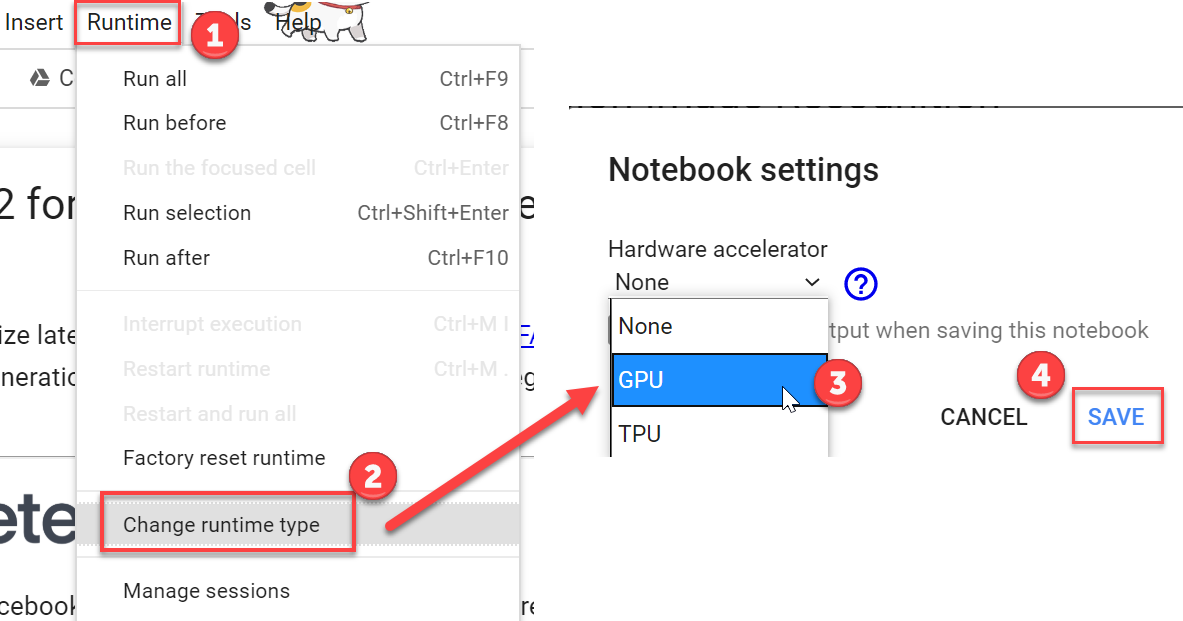 Insert Runtime 1 Help
Run all Ctrl+F9
Run before Ctrl+F8
Run the focused cell Ctrl+Enter
Run selection Ctrl+Shift+Enter
Run after Ctrl+F10
Interrupt execution Ctrl+M I
Restart runtime Ctrl+M .
Restart and run all
Factory reset runtime
2
Change runtime type
Manage sessions
2 for
ize late
neratio
ete
cebook
Notebook settings
Hardware accelerator
None
?
None
tput when saving this notebook
GPU 3
TPU
4
CANCEL SAVE